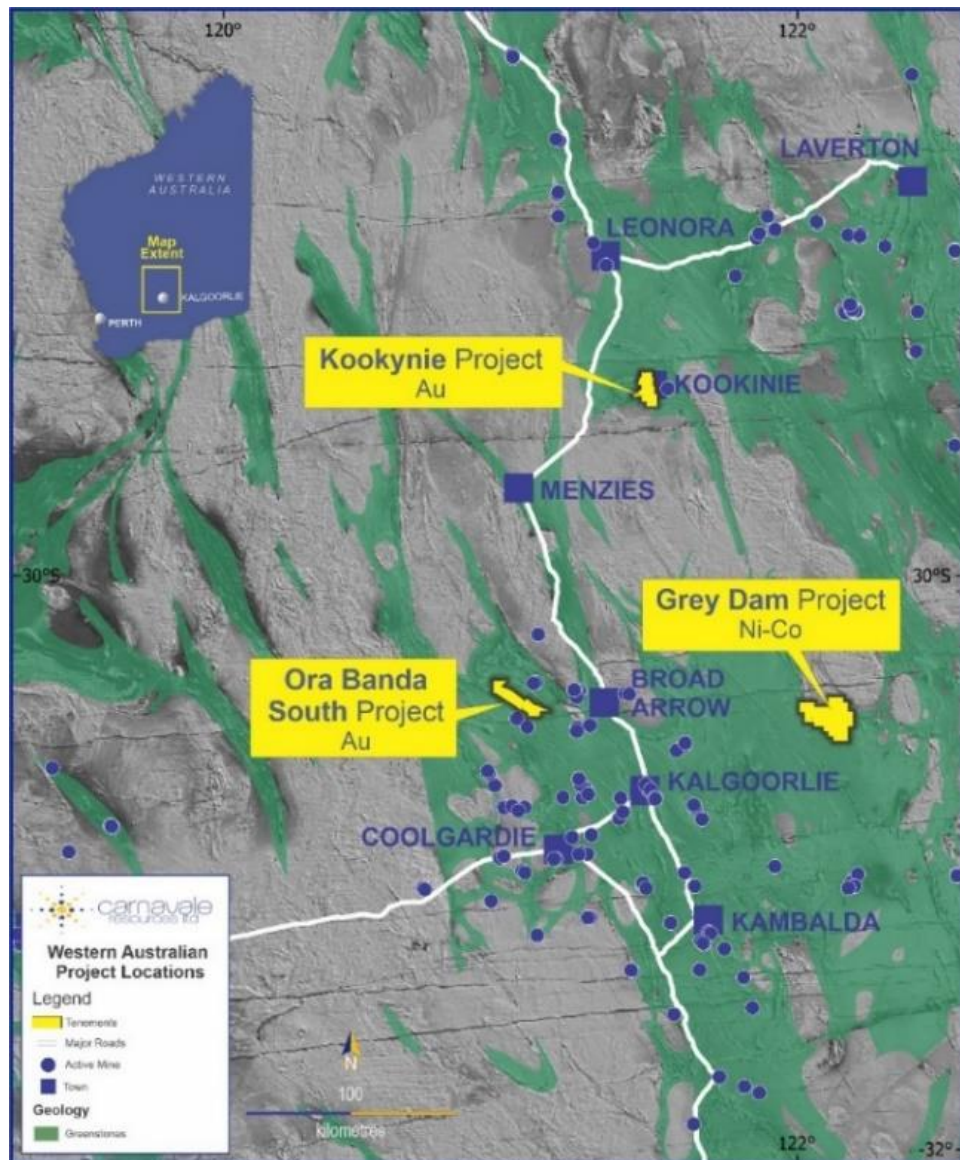 120°
122°
WESTERN
AUSTRALIA
Map
Extent
KALGOORLIE
PERTH
LAVERTON
LEONORA
Kookynie Project
Au
KOOKINIE
MENZIES
30°S
30°S
Grey Dam Project
Ni-Co
Ora Banda
South Project
Au
BROAD
ARROW
KALGOORLIE
COOLGARDIE
KAMBALDA
carnavale
resources ltd
Western Australian
Project Locations
Legend
Tenements
Major Roads
Active Mine
Town
Geology
Greenstones
N
100
kilometres
122°
-32°